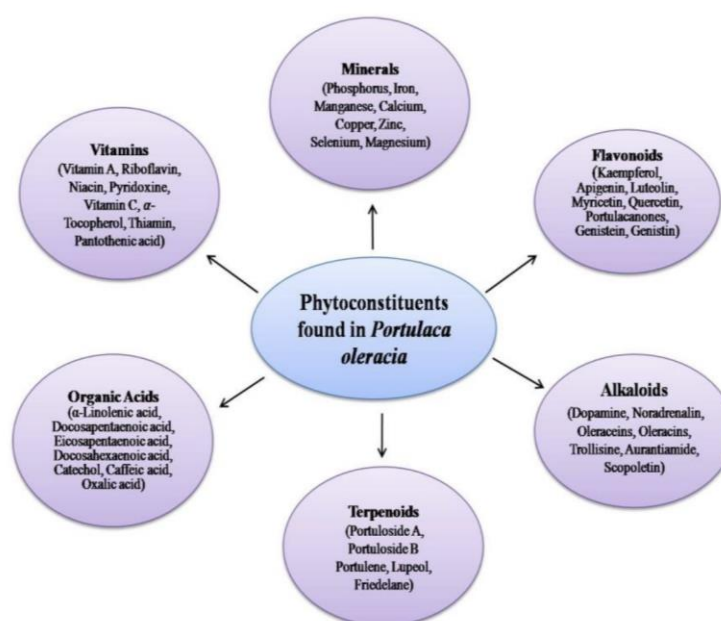 Minerals
(Phosphorus, Iron,
Manganese, Calcium,
Copper, Zinc,
Selenium, Magnesium)
Vitamins
(Vitamin A, Riboflavin,
Niacin, Pyridoxine,
Vitamin C, α-
Tocopherol, Thiamin,
Pantothenic acid)
Flavonoids
(Kaempferol,
Apigenin, Luteolin,
Myricetin, Quercetin,
Portulacanones,
Genistein, Genistin)
Phytoconstituents
found in Portulaca
oleracia
Organic Acids
(α-Linolenic acid,
Docosapentaenoic acid,
Eicosapentaenoic acid,
Docosahexaenoic acid,
Catechol, Caffeic acid,
Oxalic acid)
Alkaloids
(Dopamine, Noradrenalin,
Oleraceins, Oleracins,
Trollisine, Aurantiamide,
Scopoletin)
Terpenoids
(Portuloside A,
Portuloside B
Portulene, Lupeol,
Friedelane)